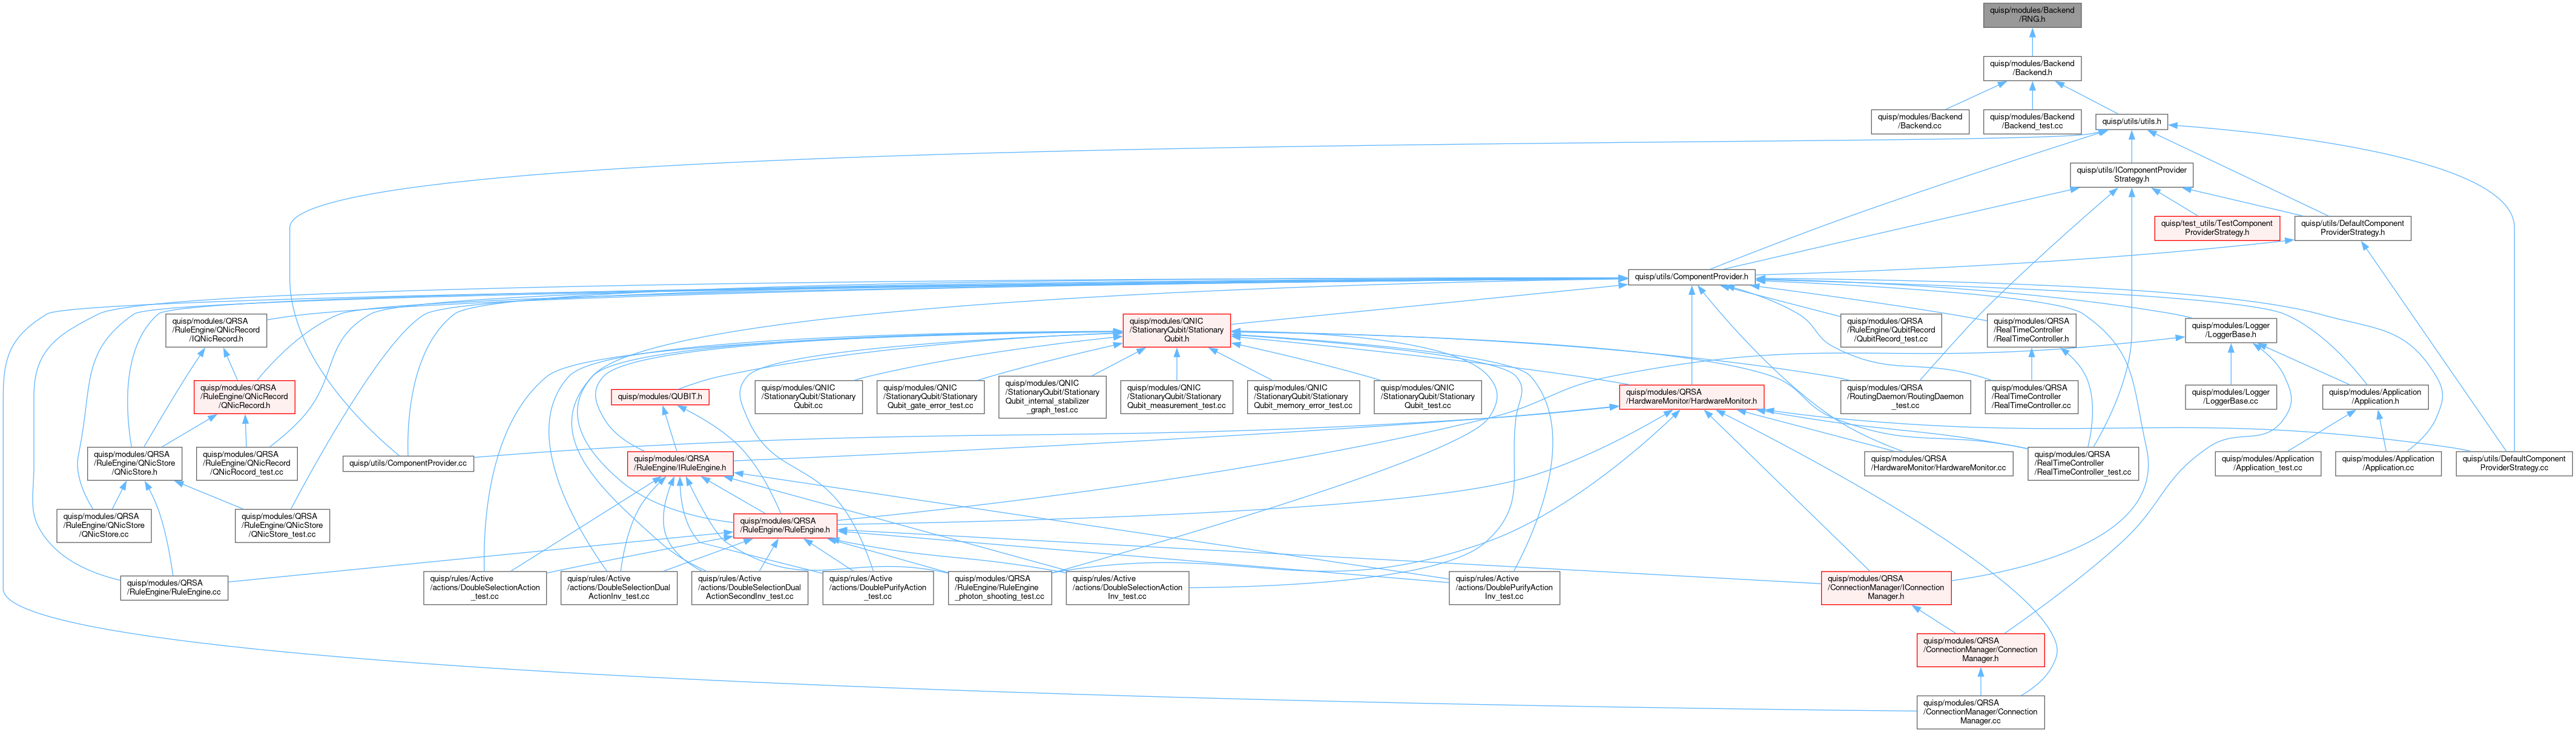 quisp/modules/Backend
/RNG.h
quisp/modules/Backend
/Backend.h
quisp/modules/Backend
/Backend.cc
quisp/modules/Backend
/Backend_test.cc
quisp/utils/utils.h
quisp/utils/IComponentProvider
Strategy.h
quisp/test_utils/TestComponent
ProviderStrategy.h
quisp/utils/DefaultComponent
ProviderStrategy.h
quisp/utils/ComponentProvider.h
quisp/modules/QRSA
/RuleEngine/QNicRecord
/IQNicRecord.h
quisp/modules/QNIC
/StationaryQubit/Stationary
Qubit.h
quisp/modules/QRSA
/RuleEngine/QubitRecord
/QubitRecord_test.cc
quisp/modules/QRSA
/RealTimeController
/RealTimeController.h
quisp/modules/Logger
/LoggerBase.h
quisp/modules/QRSA
/RuleEngine/QNicRecord
/QNicRecord.h
quisp/modules/QUBIT.h
quisp/modules/QNIC
/StationaryQubit/Stationary
Qubit.cc
quisp/modules/QNIC
/StationaryQubit/Stationary
Qubit_gate_error_test.cc
quisp/modules/QNIC
/StationaryQubit/Stationary
Qubit_internal_stabilizer
_graph_test.cc
quisp/modules/QNIC
/StationaryQubit/Stationary
Qubit_measurement_test.cc
quisp/modules/QNIC
/StationaryQubit/Stationary
Qubit_memory_error_test.cc
quisp/modules/QNIC
/StationaryQubit/Stationary
Qubit_test.cc
quisp/modules/QRSA
/HardwareMonitor/HardwareMonitor.h
quisp/modules/QRSA
/RoutingDaemon/RoutingDaemon
_test.cc
quisp/modules/QRSA
/RealTimeController
/RealTimeController.cc
quisp/modules/Logger
/LoggerBase.cc
quisp/modules/Application
/Application.h
quisp/modules/QRSA
/RuleEngine/QNicStore
/QNicStore.h
quisp/modules/QRSA
/RuleEngine/QNicRecord
/QNicRocord_test.cc
quisp/utils/ComponentProvider.cc
quisp/modules/QRSA
/RuleEngine/IRuleEngine.h
quisp/modules/QRSA
/HardwareMonitor/HardwareMonitor.cc
quisp/modules/QRSA
/RealTimeController
/RealTimeController_test.cc
quisp/modules/Application
/Application_test.cc
quisp/modules/Application
/Application.cc
quisp/utils/DefaultComponent
ProviderStrategy.cc
quisp/modules/QRSA
/RuleEngine/QNicStore
/QNicStore.cc
quisp/modules/QRSA
/RuleEngine/QNicStore
/QNicStore_test.cc
quisp/modules/QRSA
/RuleEngine/RuleEngine.h
quisp/modules/QRSA
/RuleEngine/RuleEngine.cc
quisp/rules/Active
/actions/DoubleSelectionAction
_test.cc
quisp/rules/Active
/actions/DoubleSelectionDual
ActionInv_test.cc
quisp/rules/Active
/actions/DoubleSelectionDual
ActionSecondInv_test.cc
quisp/rules/Active
/actions/DoublePurifyAction
_test.cc
quisp/modules/QRSA
/RuleEngine/RuleEngine
_photon_shooting_test.cc
quisp/rules/Active
/actions/DoubleSelectionAction
Inv_test.cc
quisp/rules/Active
/actions/DoublePurifyAction
Inv_test.cc
quisp/modules/QRSA
/ConnectionManager/IConnection
Manager.h
quisp/modules/QRSA
/ConnectionManager/Connection
Manager.h
quisp/modules/QRSA
/ConnectionManager/Connection
Manager.cc